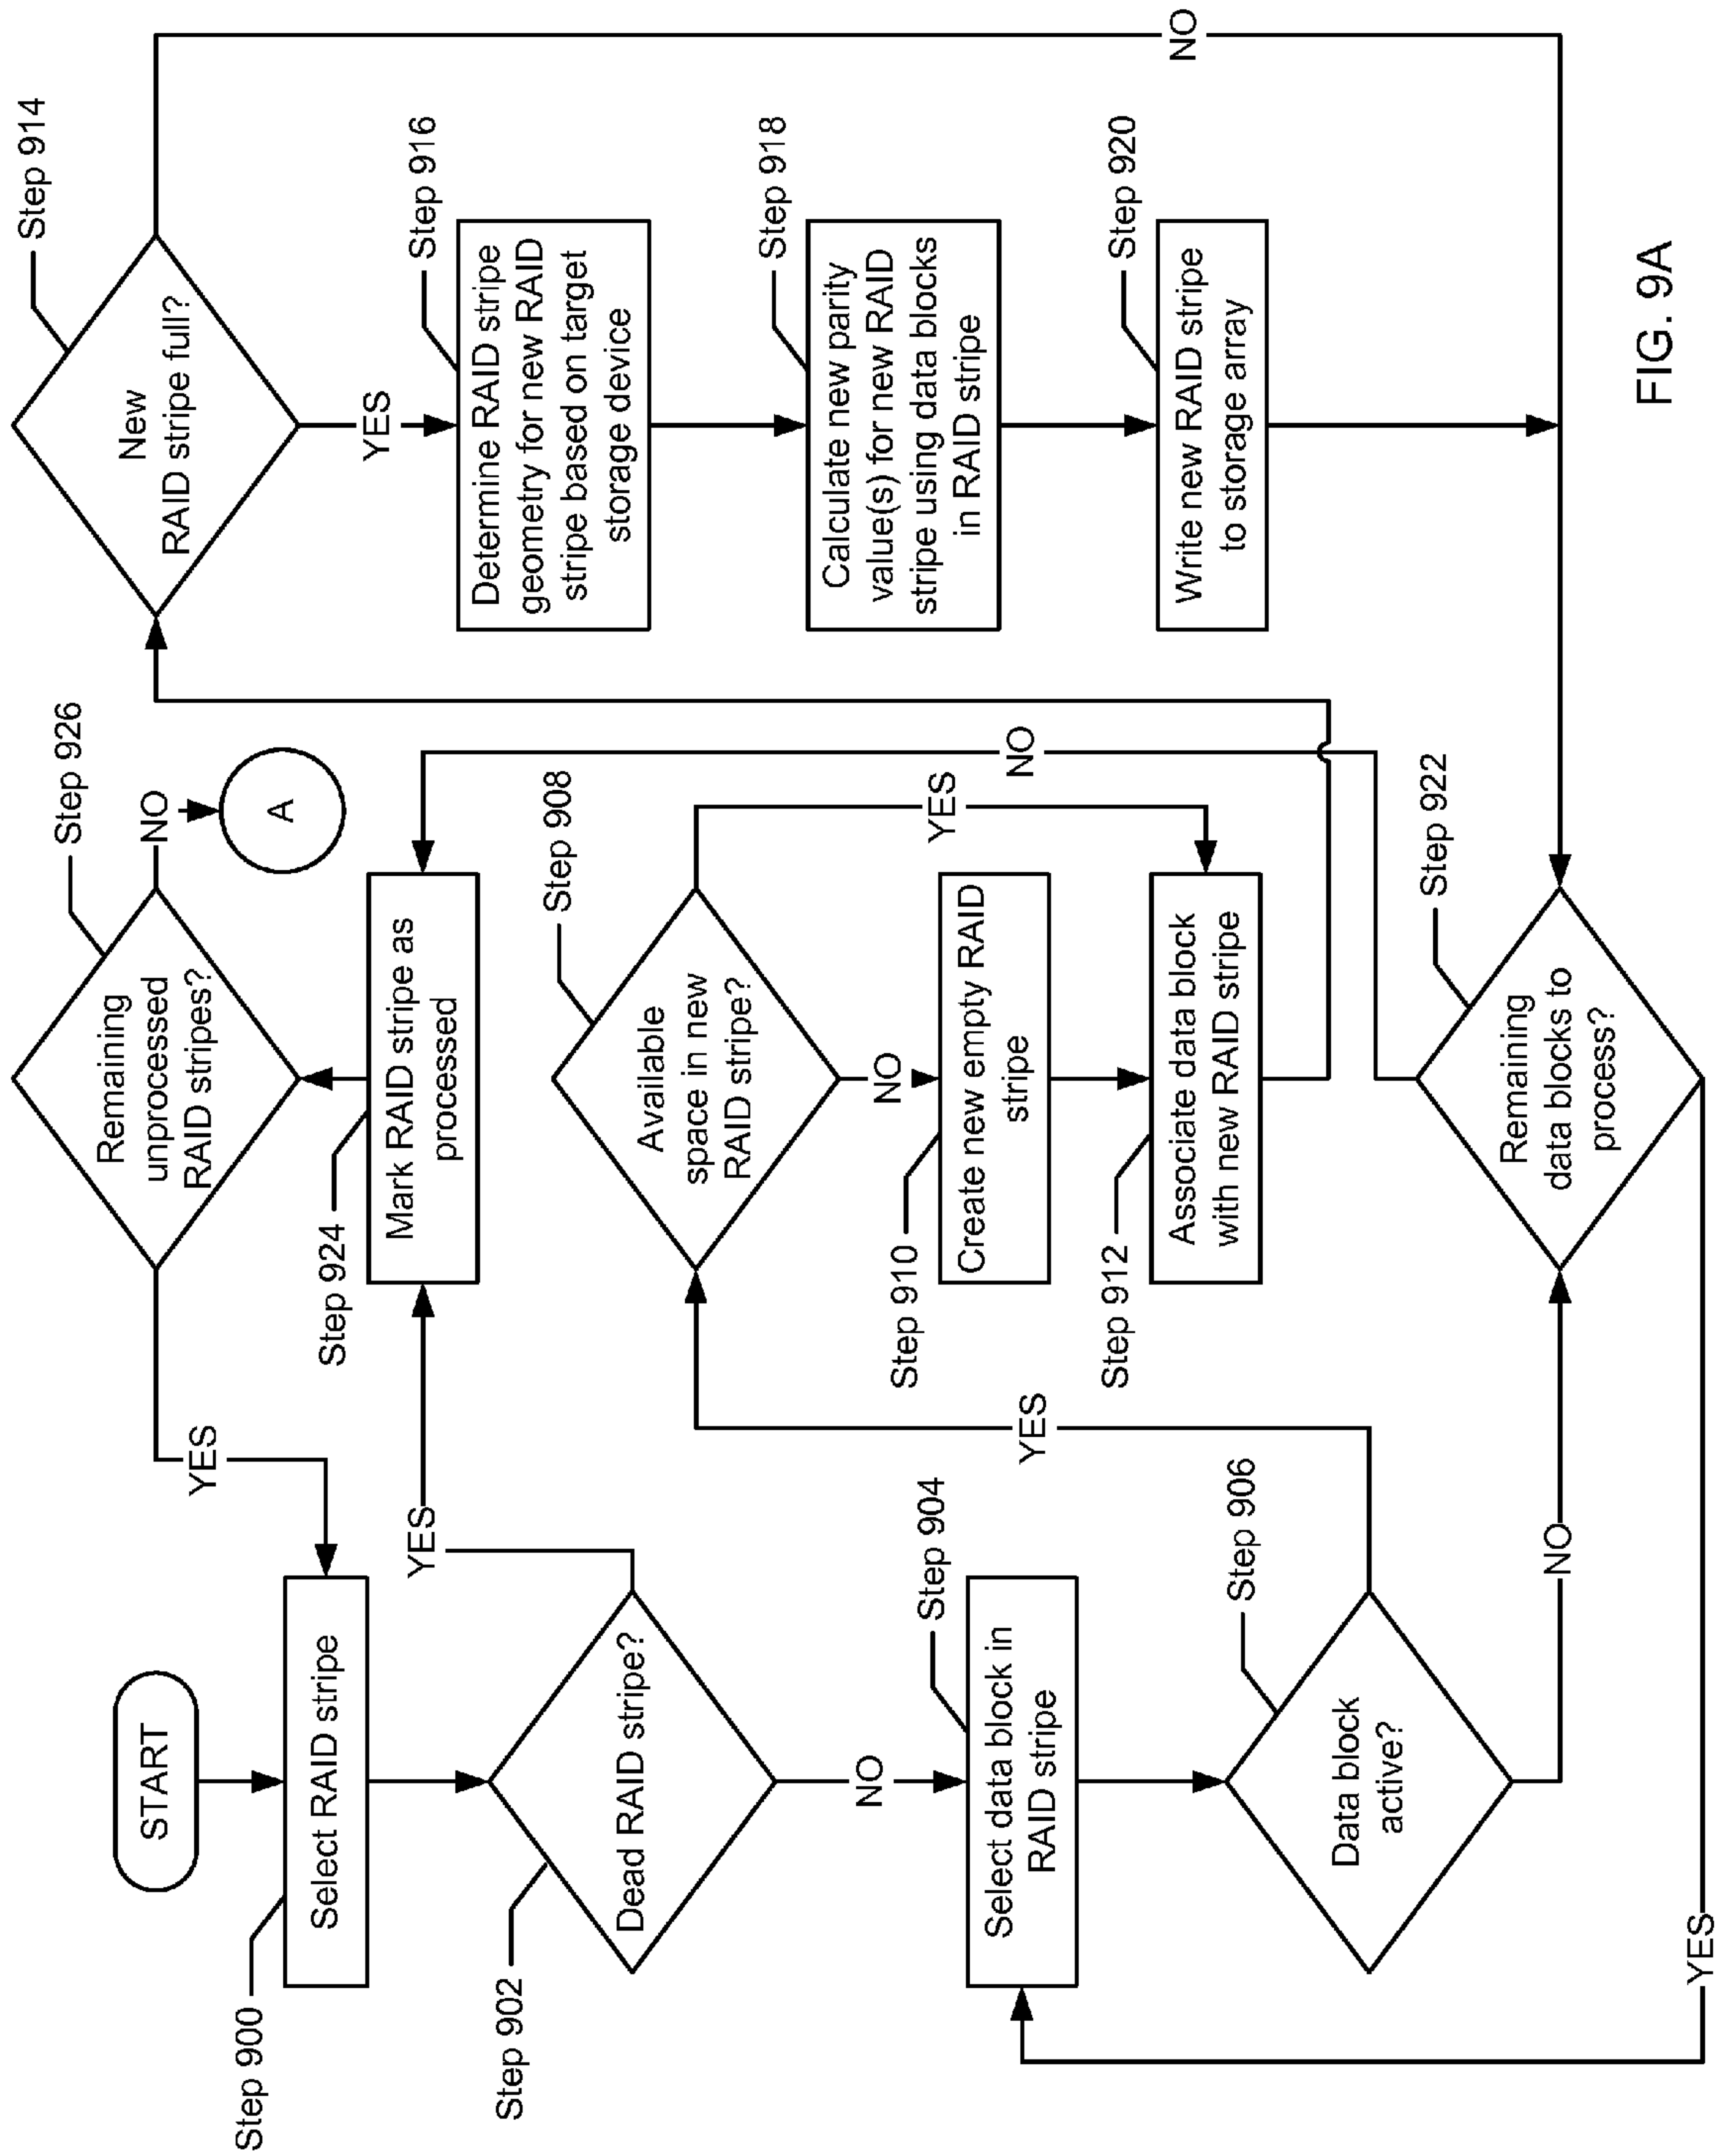 START
Step 900
Select RAID stripe
Step 902
Dead RAID stripe?
YES
NO
Step 904
Select data block in
RAID stripe
Step 906
Data block
active?
YES
NO
YES
Step 926
Remaining
unprocessed
RAID stripes?
YES
NO
A
Step 924
Mark RAID stripe as
processed
Step 908
Available
space in new
RAID stripe?
YES
NO
Step 910
Create new empty RAID
stripe
Step 912
Associate data block
with new RAID stripe
NO
Step 922
Remaining
data blocks to
process?
Step 914
New
RAID stripe full?
YES
NO
Step 916
Determine RAID stripe
geometry for new RAID
stripe based on target
storage device
Step 918
Calculate new parity
value(s) for new RAID
stripe using data blocks
in RAID stripe
Step 920
Write new RAID stripe
to storage array
FIG. 9A